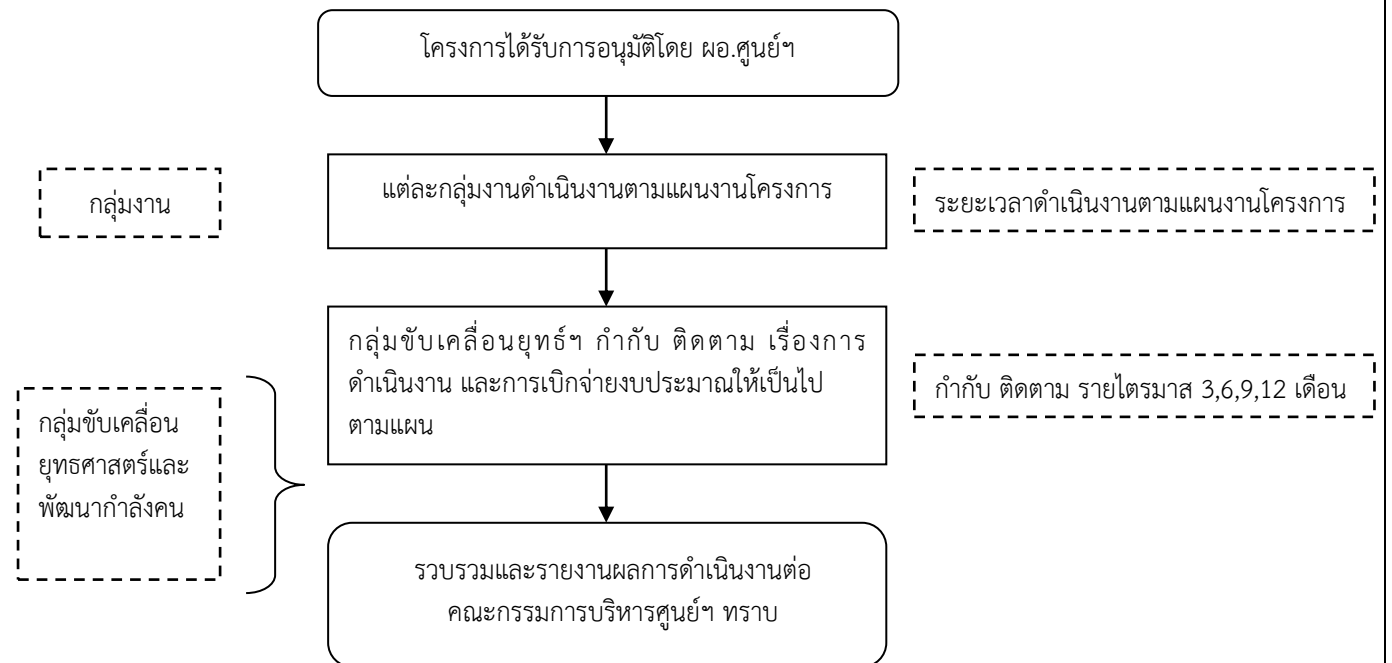 โครงการได้รับการอนุมัติโดย ผอ.ศูนย์ฯ
กลุ่มงาน
แต่ละกลุ่มงานดำเนินงานตามแผนงานโครงการ
ระยะเวลาดำเนินงานตามแผนงานโครงการ
กลุ่มขับเคลื่อนยุทธ์ฯ กำกับ ติดตาม เรื่องการ
ดำเนินงาน และการเบิกจ่ายงบประมาณให้เป็นไป
ตามแผน
กำกับ ติดตาม รายไตรมาส 3,6,9,12 เดือน
กลุ่มขับเคลื่อน
ยุทธศาสตร์และ
พัฒนากำลังคน
รวบรวมและรายงานผลการดำเนินงานต่อ
คณะกรรมการบริหารศูนย์ฯ ทราบ